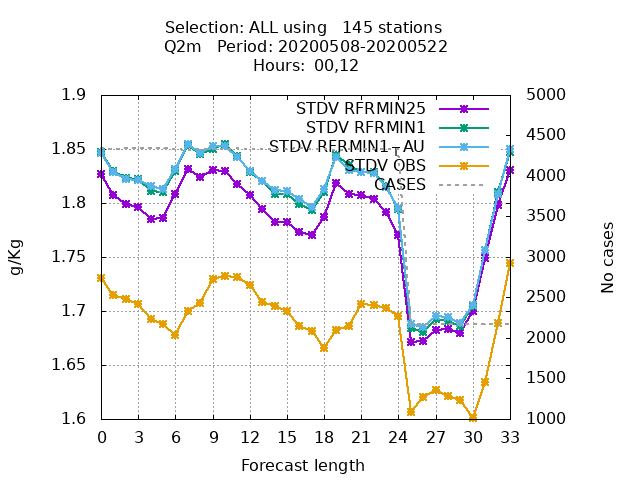 Selection: ALL using   145 stations
Q2m   Period: 20200508-20200522
Hours:  00,12
1.9
1.85
1.8
1.75
1.7
1.65
1.6
g/Kg
STDV RFRMIN25
STDV RFRMIN1
STDV RFRMIN1_AU
STDV OBS
CASES
5000
4500
4000
3500
3000
2500
2000
1500
1000
No cases
0 3 6 9 12 15 18 21 24 27 30 33
Forecast length